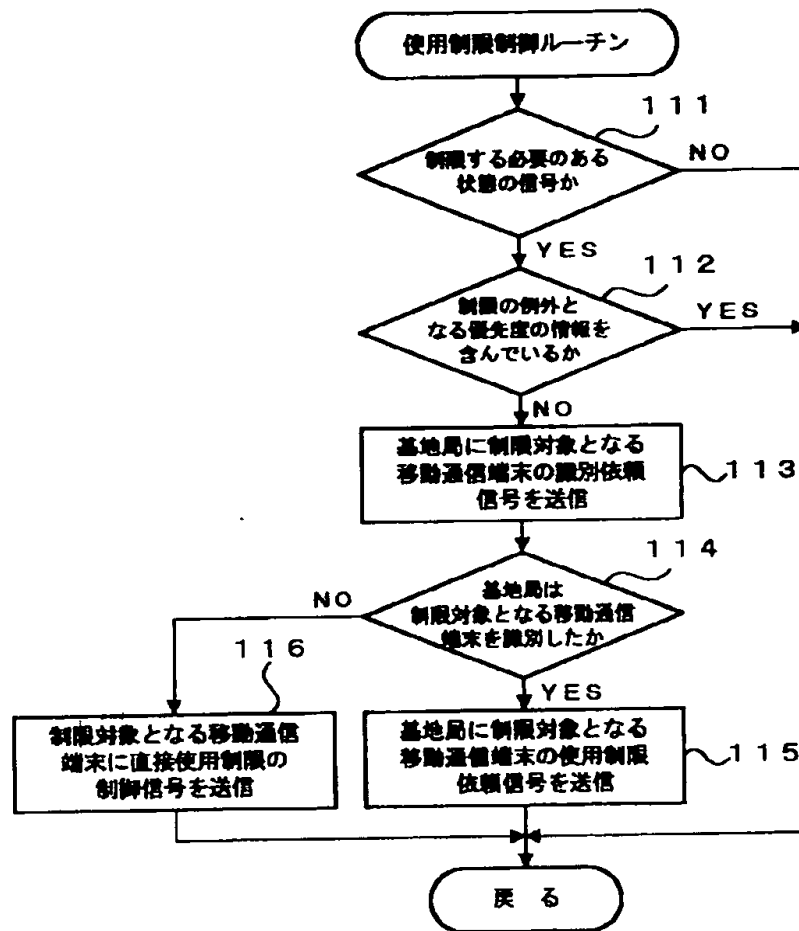 使用制限制御ルーチン
111
制限する必要のある
状態の信号か
NO
YES
112
制限の例外と
なる優先度の情報を
含んでいるか
YES
NO
基地局に制限対象となる
移動通信端末の識別依頼
信号を送信
113
114
基地局は
制限対象となる移動通信
端末を識別したか
NO
YES
116
制限対象となる移動通信
端末に直接使用制限の
制御信号を送信
基地局に制限対象となる
移動通信端末の使用制限
依頼信号を送信
115
戻る